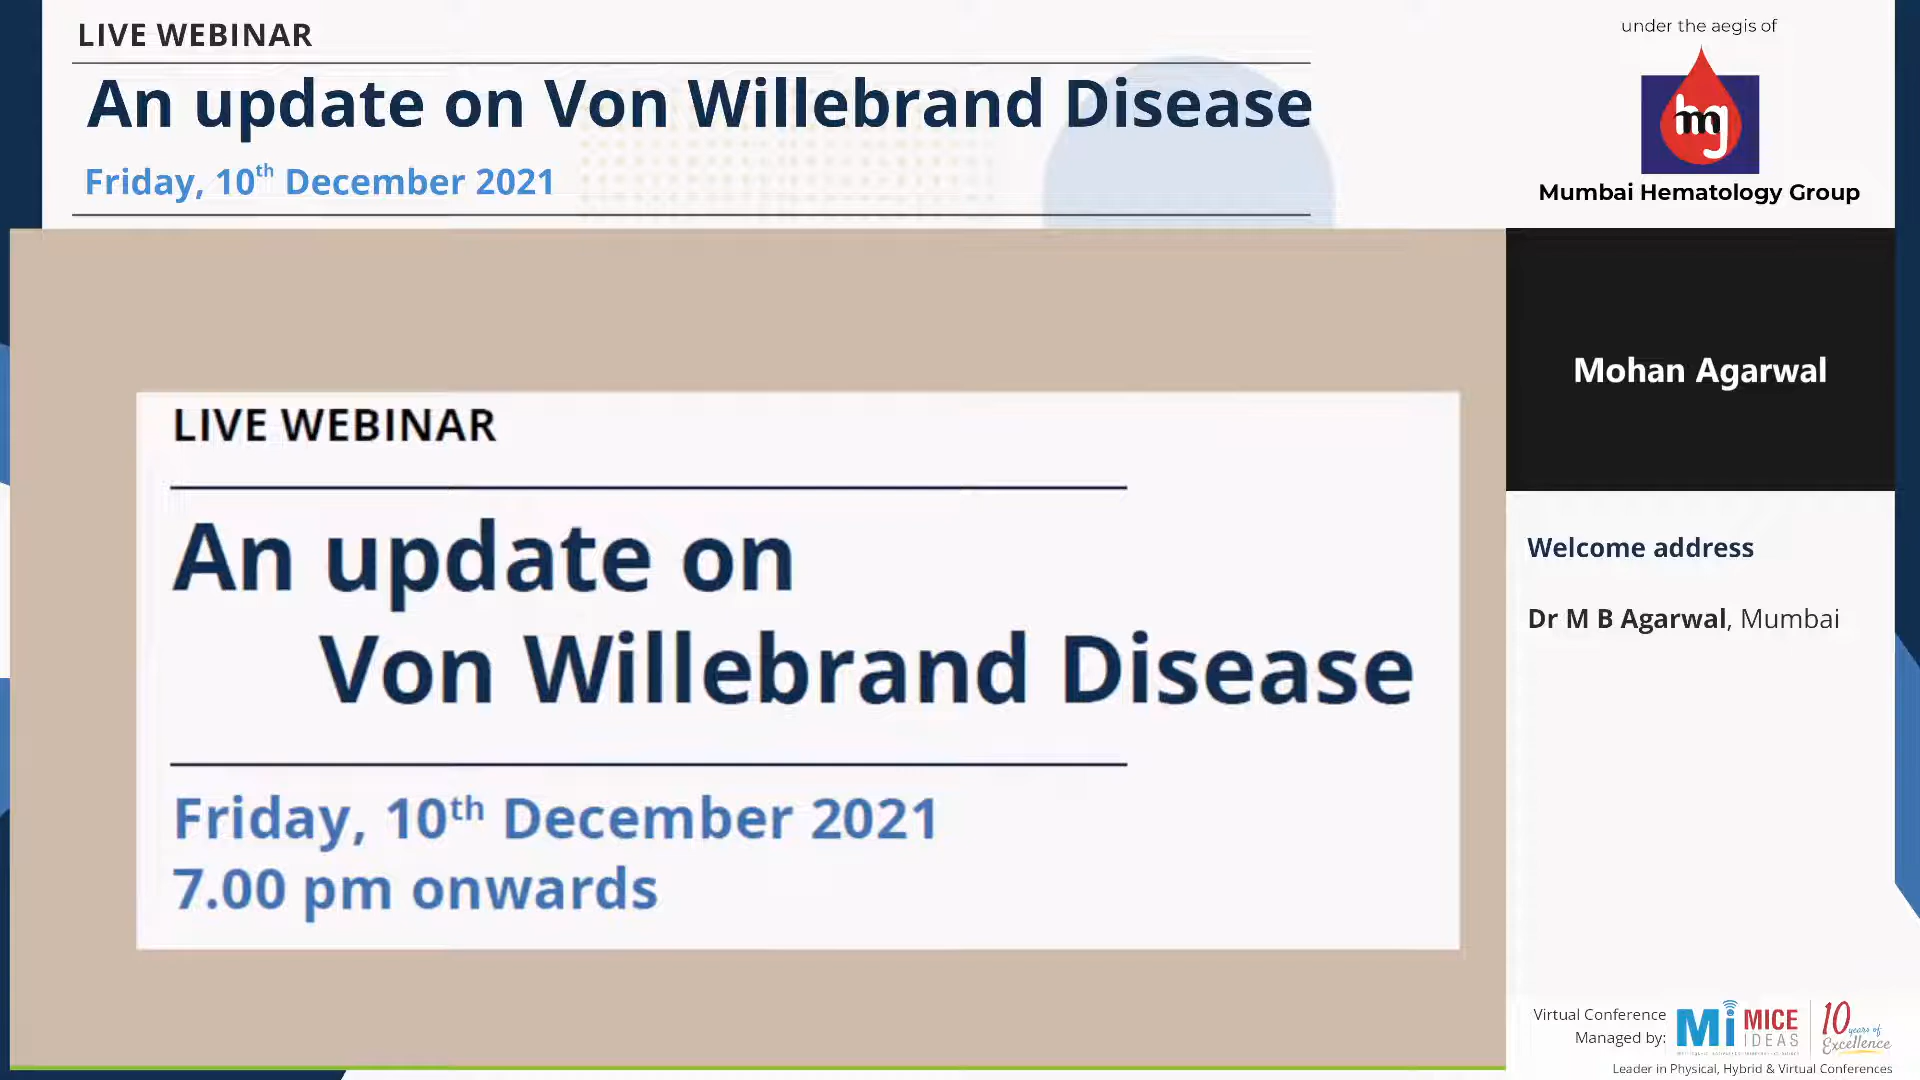 LIVE WEBINAR
An update on Von Willebrand Disease
Friday, 10th December 2021
under the aegis of
hmg
Mumbai Hematology Group
LIVE WEBINAR
An update on
Von Willebrand Disease
Friday, 10th December 2021
7.00 pm onwards
Mohan Agarwal
Welcome address
Dr M B Agarwal, Mumbai
Virtual Conference
Managed by:
Mi MICE IDEAS
10 years of Excellence
Leader in Physical, Hybrid & Virtual Conferences